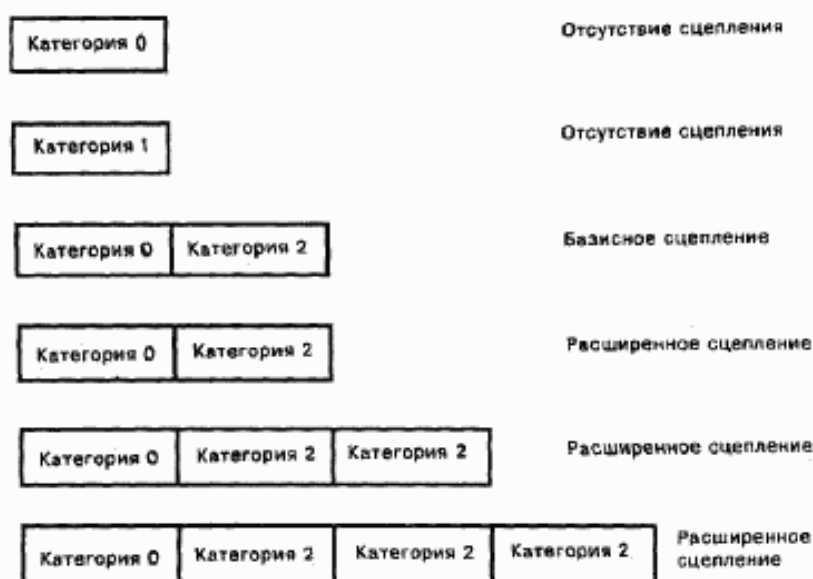 Категория 0 Отсутствие сцепления
Категория 1 Отсутствие сцепления
Категория 0 Категория 2 Базисное сцепление
Категория 0 Категория 2 Расширенное сцепление
Категория 0 Категория 2 Категория 2 Расширенное сцепление
Категория 0 Категория 2 Категория 2 Категория 2 Расширенное
сцепление